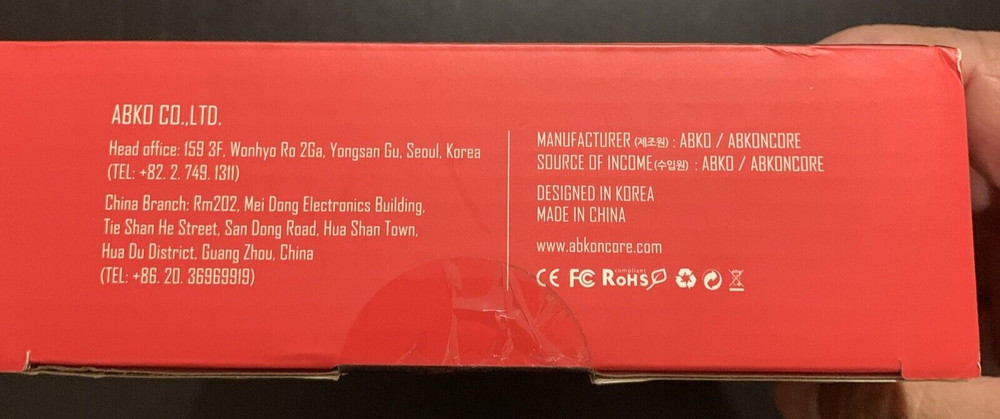 ABKO CO.,LTD.
Head office: 159 3F, Wonhyo Ro 2Ga, Yongsan Gu, Seoul, Korea
(TEL: +82. 2. 749. 1311)
China Branch: Rm202, Mei Dong Electronics Building,
Tie Shan He Street, San Dong Road, Hua Shan Town,
Hua Du District, Guang Zhou, China
(TEL: +86. 20. 36969919)
MANUFACTURER (제조원) : ABKO / ABKONCORE
SOURCE OF INCOME(수입원) : ABKO / ABKONCORE
DESIGNED IN KOREA
MADE IN CHINA
www.abkoncore.com
CE FC RoHS compliant